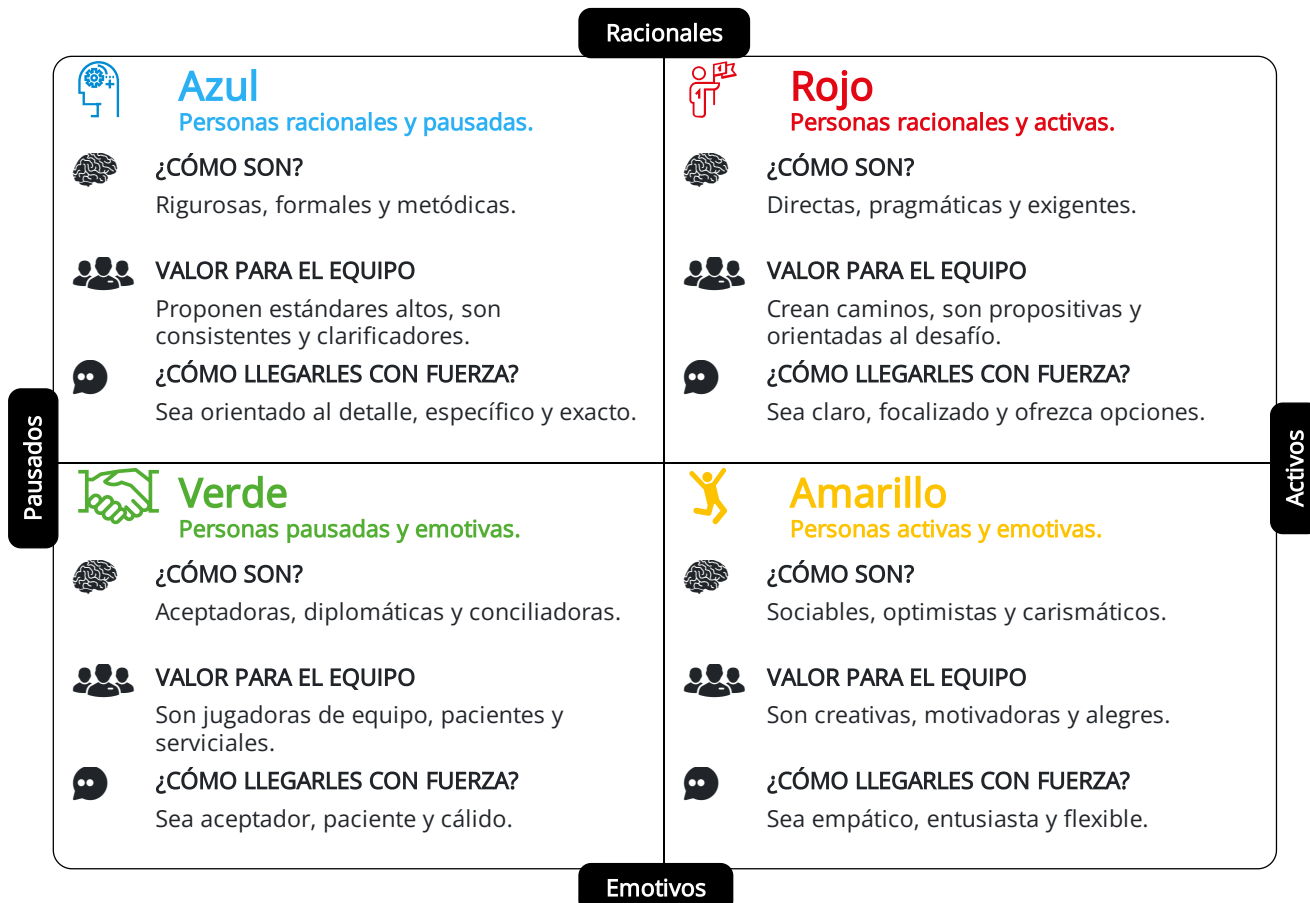 Racionales
Azul
Personas racionales y pausadas.
¿CÓMO SON?
Rigurosas, formales y metódicas.
VALOR PARA EL EQUIPO
Proponen estándares altos, son
consistentes y clarificadores.
¿CÓMO LLEGARLES CON FUERZA?
Sea orientado al detalle, específico y exacto.
Rojo
Personas racionales y activas.
¿CÓMO SON?
Directas, pragmáticas y exigentes.
VALOR PARA EL EQUIPO
Crean caminos, son propositivas y
orientadas al desafío.
¿CÓMO LLEGARLES CON FUERZA?
Sea claro, focalizado y ofrezca opciones.
Pausados
Activos
Verde
Personas pausadas y emotivas.
¿CÓMO SON?
Aceptadoras, diplomáticas y conciliadoras.
VALOR PARA EL EQUIPO
Son jugadoras de equipo, pacientes y
serviciales.
¿CÓMO LLEGARLES CON FUERZA?
Sea aceptador, paciente y cálido.
Amarillo
Personas activas y emotivas.
¿CÓMO SON?
Sociables, optimistas y carismáticos.
VALOR PARA EL EQUIPO
Son creativas, motivadoras y alegres.
¿CÓMO LLEGARLES CON FUERZA?
Sea empático, entusiasta y flexible.
Emotivos